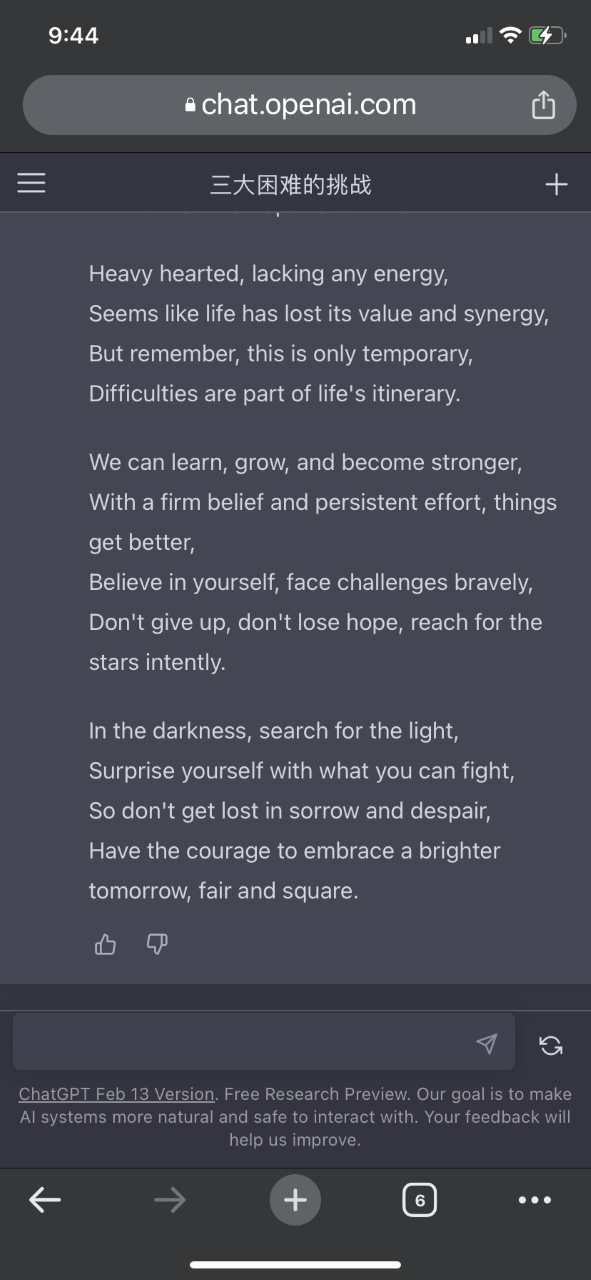 9:44
chat.openai.com
三大困难的挑战
Heavy hearted, lacking any energy,
Seems like life has lost its value and synergy,
But remember, this is only temporary,
Difficulties are part of life's itinerary.
We can learn, grow, and become stronger,
With a firm belief and persistent effort, things
get better,
Believe in yourself, face challenges bravely,
Don't give up, don't lose hope, reach for the
stars intently.
In the darkness, search for the light,
Surprise yourself with what you can fight,
So don't get lost in sorrow and despair,
Have the courage to embrace a brighter
tomorrow, fair and square.
ChatGPT Feb 13 Version. Free Research Preview. Our goal is to make
AI systems more natural and safe to interact with. Your feedback will
help us improve.
6